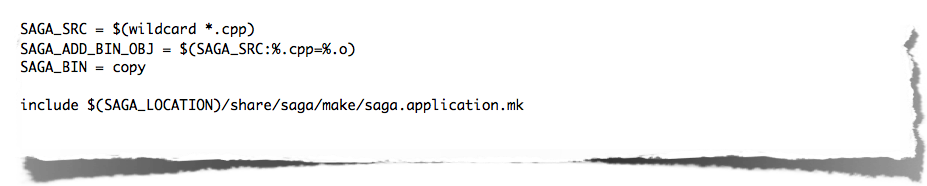 SAGA_SRC = $(wildcard *.cpp)
SAGA_ADD_BIN_OBJ = $(SAGA_SRC:%.cpp=%.o)
SAGA_BIN = copy
include $(SAGA_LOCATION)/share/saga/make/saga.application.mk